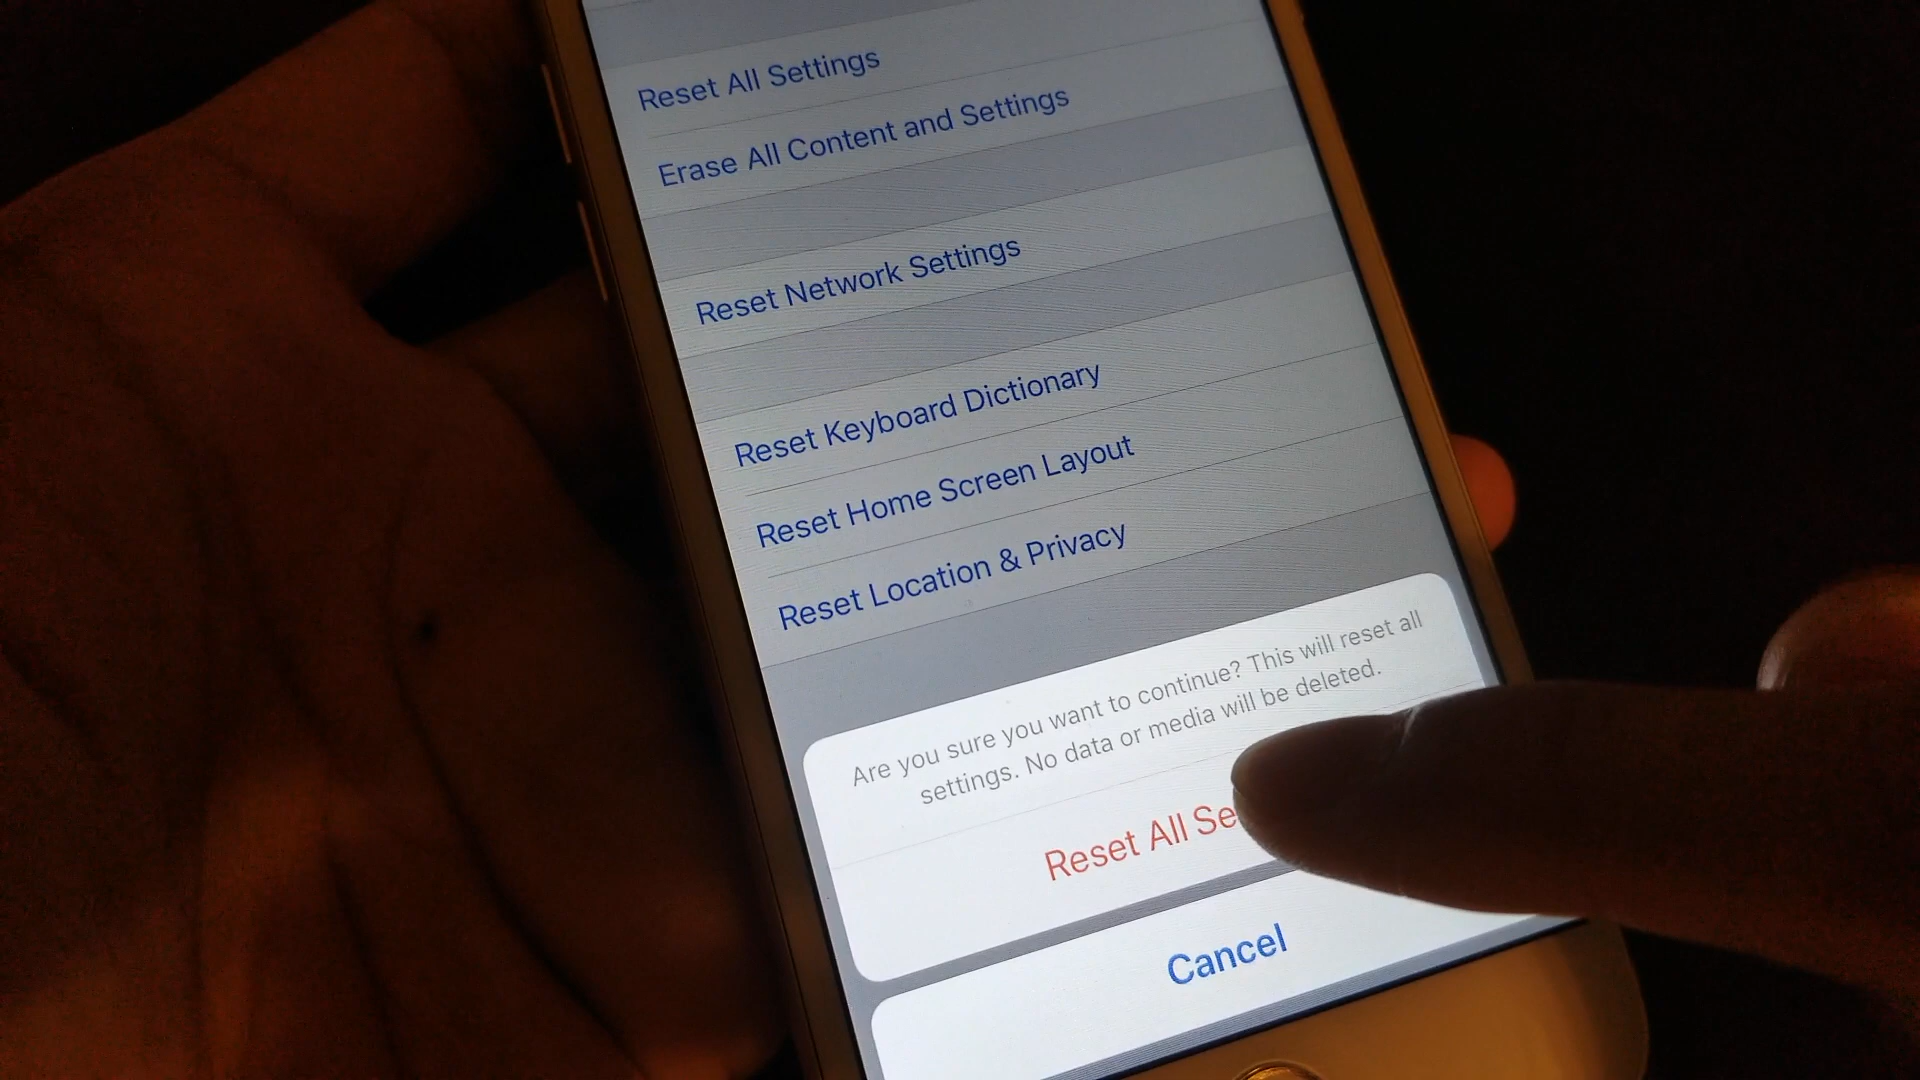 Reset All Settings
Erase All Content and Settings
Reset Network Settings
Reset Keyboard Dictionary
Reset Home Screen Layout
Reset Location & Privacy
Are you sure you want to continue? This will reset all
settings. No data or media will be deleted.
Reset All Se
Cancel